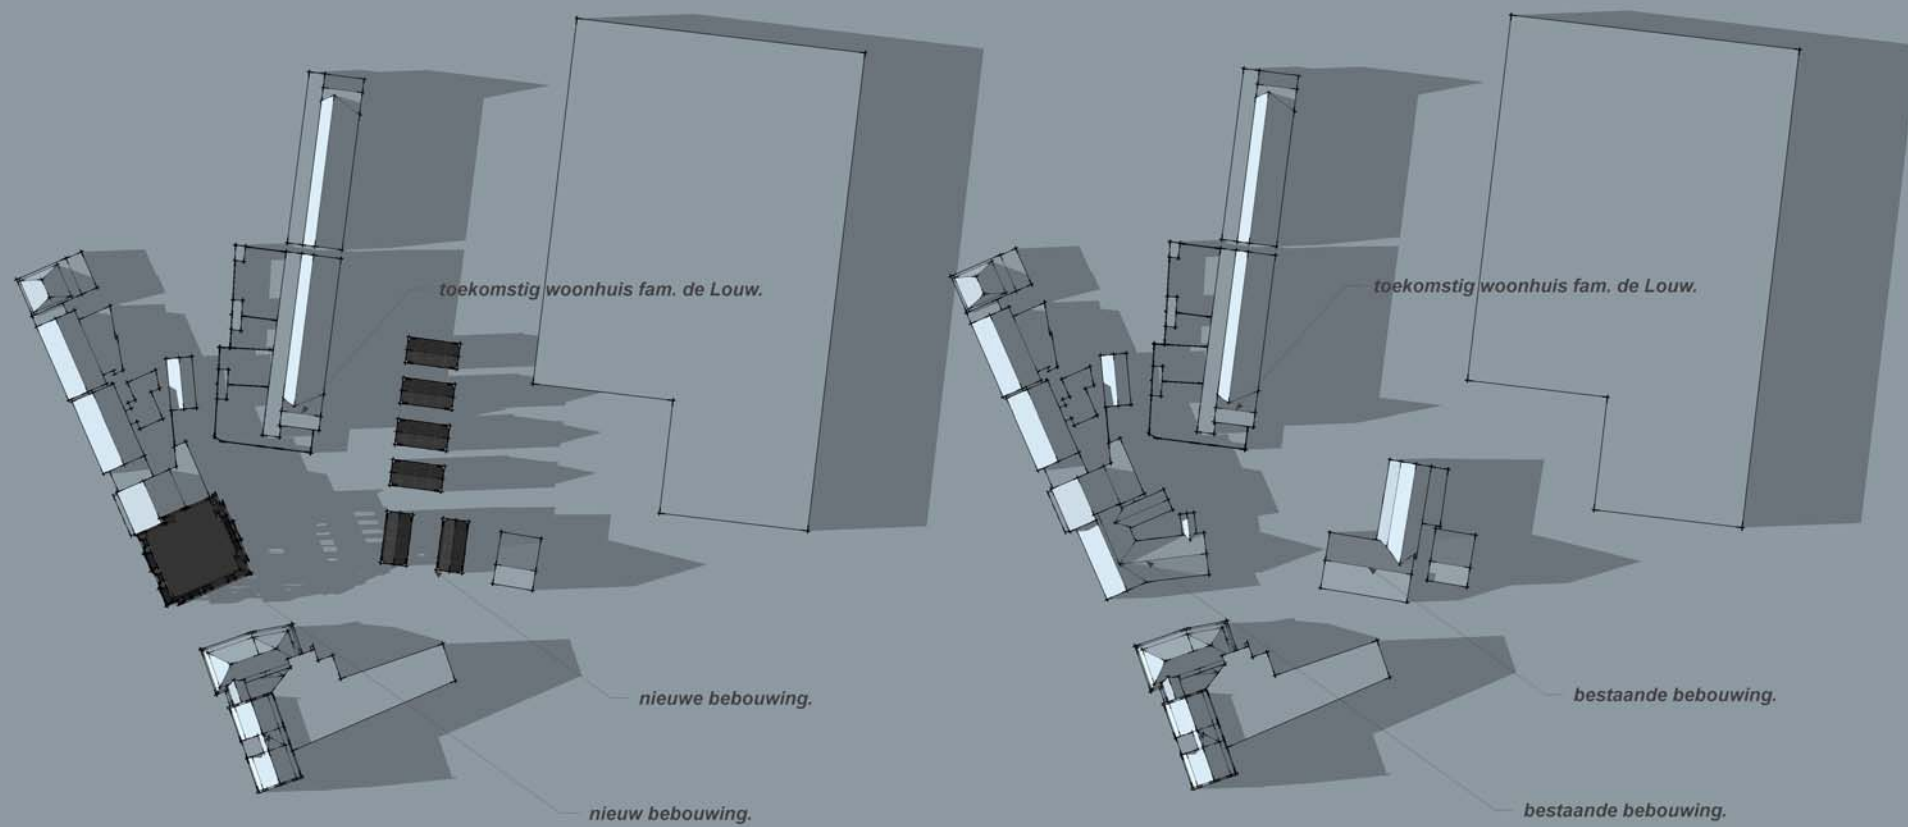 toekomstig woonhuis fam. de Louw.
nieuwe bebouwing.
nieuw bebouwing.
toekomstig woonhuis fam. de Louw.
bestaande bebouwing.
bestaande bebouwing.